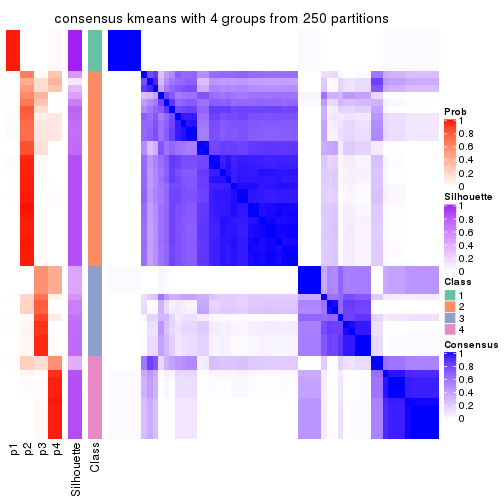 consensus kmeans with 4 groups from 250 partitions
Prob
1
0.8
0.6
0.4
0.2
0
Silhouette
1
0.8
0.6
0.4
0.2
0
Class
1
2
3
4
Consensus
1
0.8
0.6
0.4
0.2
0
p1
p2
p3
p4
Silhouette
Class